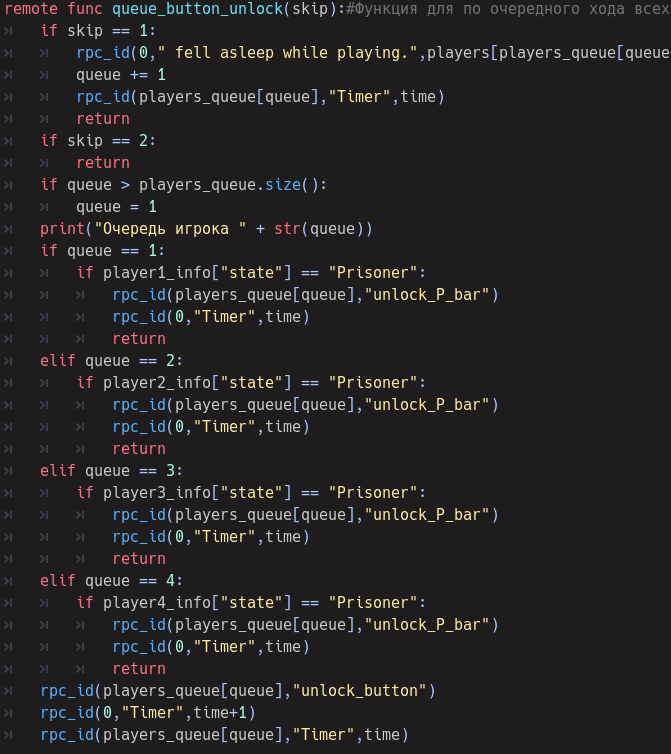 remote func queue_button_unlock(skip):#Функция для по очередного хода всех
if skip == 1:
rpc_id(0," fell asleep while playing.",players[players_queue[queue
queue += 1
rpc_id(players_queue[queue],"Timer",time)
return
if skip == 2:
return
if queue > players_queue.size():
queue = 1
print("Очередь игрока " + str(queue))
if queue == 1:
if player1_info["state"] == "Prisoner":
rpc_id(players_queue[queue],"unlock_P_bar")
rpc_id(0,"Timer",time)
return
elif queue == 2:
if player2_info["state"] == "Prisoner":
rpc_id(players_queue[queue],"unlock_P_bar")
rpc_id(0,"Timer",time)
return
elif queue == 3:
if player3_info["state"] == "Prisoner":
rpc_id(players_queue[queue],"unlock_P_bar")
rpc_id(0,"Timer",time)
return
elif queue == 4:
if player4_info["state"] == "Prisoner":
rpc_id(players_queue[queue],"unlock_P_bar")
rpc_id(0,"Timer",time)
return
rpc_id(players_queue[queue],"unlock_button")
rpc_id(0,"Timer",time+1)
rpc_id(players_queue[queue],"Timer",time)